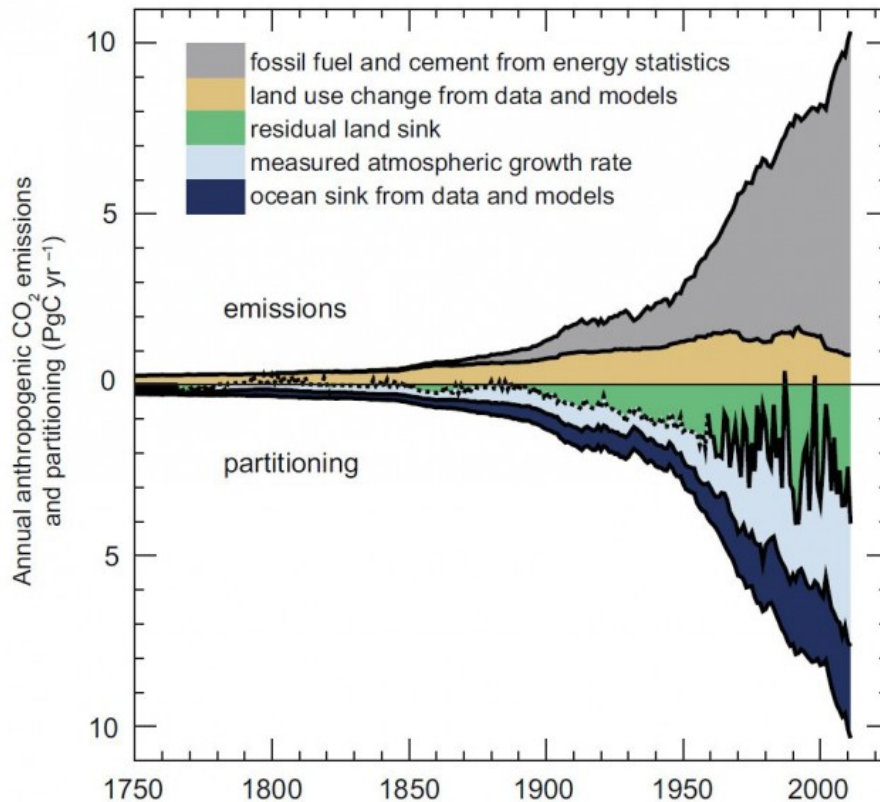 Annual anthropogenic CO₂ emissions
and partitioning (PgC yr ⁻¹)
10
5
0
5
10
fossil fuel and cement from energy statistics
land use change from data and models
residual land sink
measured atmospheric growth rate
ocean sink from data and models
emissions
partitioning
1750
1800
1850
1900
1950
2000